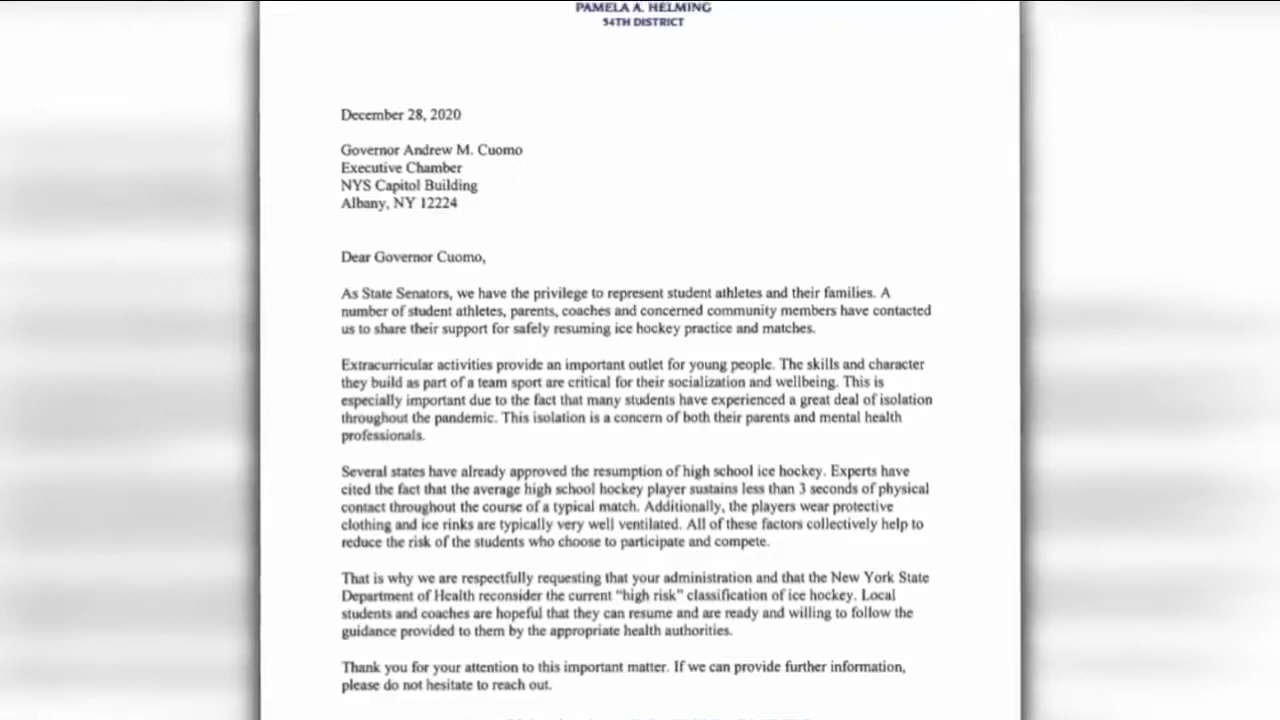 PAMELA A. HELMING
54TH DISTRICT
December 28, 2020
Governor Andrew M. Cuomo
Executive Chamber
NYS Capitol Building
Albany, NY 12224
Dear Governor Cuomo,
As State Senators, we have the privilege to represent student athletes and their families. A
number of student athletes, parents, coaches and concerned community members have contacted
us to share their support for safely resuming ice hockey practice and matches.
Extracurricular activities provide an important outlet for young people. The skills and character
they build as part of a team sport are critical for their socialization and wellbeing. This is
especially important due to the fact that many students have experienced a great deal of isolation
throughout the pandemic. This isolation is a concern of both their parents and mental health
professionals.
Several states have already approved the resumption of high school ice hockey. Experts have
cited the fact that the average high school hockey player sustains less than 3 seconds of physical
contact throughout the course of a typical match. Additionally, the players wear protective
clothing and ice rinks are typically very well ventilated. All of these factors collectively help to
reduce the risk of the students who choose to participate and compete.
That is why we are respectfully requesting that your administration and that the New York State
Department of Health reconsider the current "high risk" classification of ice hockey. Local
students and coaches are hopeful that they can resume and are ready and willing to follow the
guidance provided to them by the appropriate health authorities.
Thank you for your attention to this important matter. If we can provide further information,
please do not hesitate to reach out.